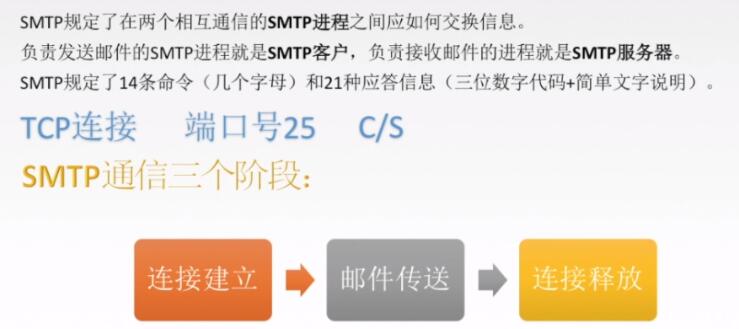 SMTP规定了在两个相互通信的SMTP进程之间应如何交换信息。
负责发送邮件的SMTP进程就是SMTP客户，负责接收邮件的进程就是SMTP服务器。
SMTP规定了14条命令（几个字母）和21种应答信息（三位数字代码+简单文字说明）。
TCP连接 端口号25 C/S
SMTP通信三个阶段：
连接建立 邮件传送 连接释放